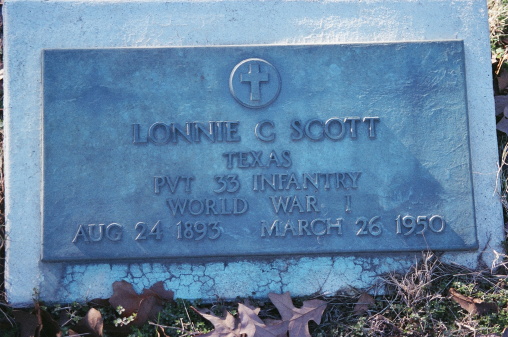 LONNIE C SCOTT
TEXAS
PVT 33 INFANTRY
WORLD WAR I
AUG 24 1893 MARCH 26 1950